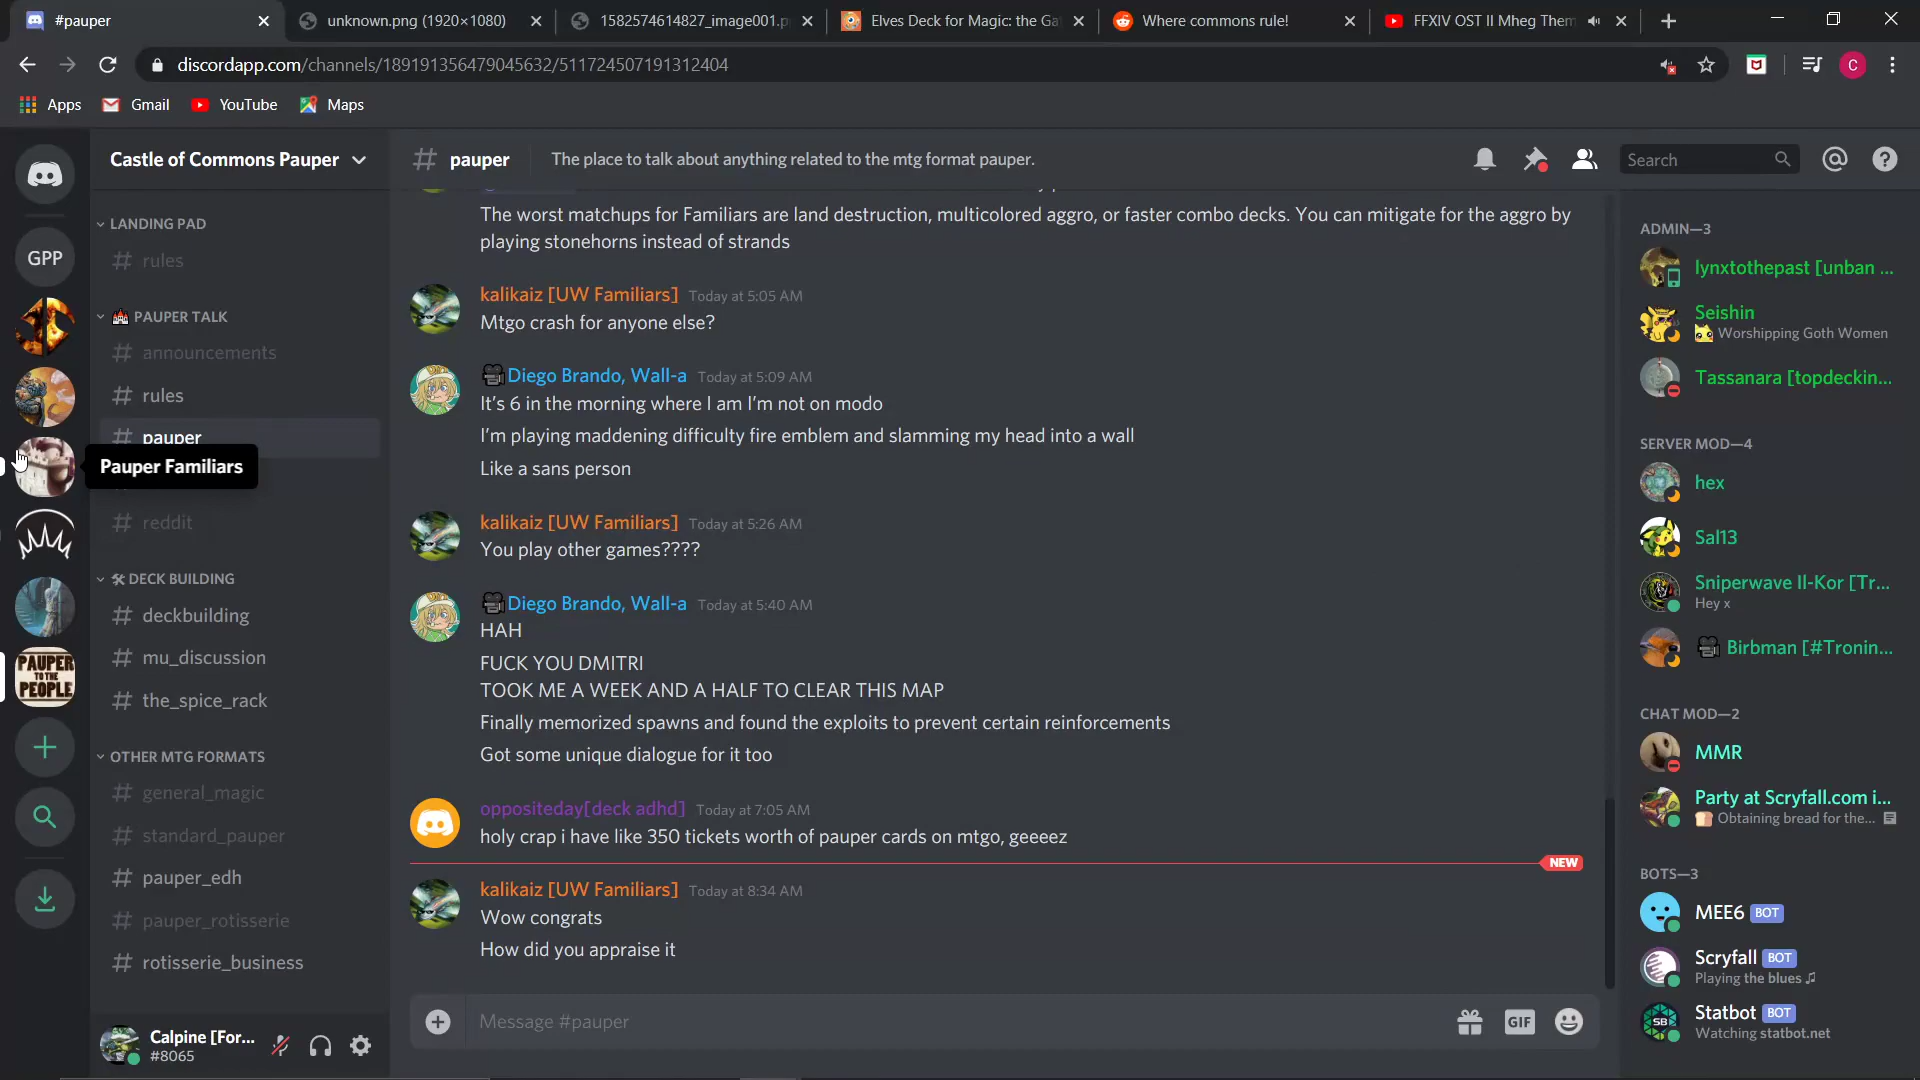 #pauper
unknown.png (1920×1080)
1582574614827_image001.p
Elves Deck for Magic: the Ga
Where commons rule!
FFXIV OST II Mheg Them
discordapp.com/channels/189191356479045632/511724507191312404
C
Apps
Gmail
YouTube
Maps
Castle of Commons Pauper
# pauper
The place to talk about anything related to the mtg format pauper.
Search
GPP
PAUPER TO THE PEOPLE
LANDING PAD
# rules
PAUPER TALK
# announcements
# rules
# pauper
Pauper Familiars
# reddit
DECK BUILDING
# deckbuilding
# mu_discussion
# the_spice_rack
OTHER MTG FORMATS
# general_magic
# standard_pauper
# pauper_edh
# pauper_rotisserie
# rotisserie_business
Calpine [For...
#8065
The worst matchups for Familiars are land destruction, multicolored aggro, or faster combo decks. You can mitigate for the aggro by
playing stonehorns instead of strands
kalikaiz [UW Familiars] Today at 5:05 AM
Mtgo crash for anyone else?
Diego Brando, Wall-a Today at 5:09 AM
It's 6 in the morning where I am I'm not on modo
I'm playing maddening difficulty fire emblem and slamming my head into a wall
Like a sans person
kalikaiz [UW Familiars] Today at 5:26 AM
You play other games????
Diego Brando, Wall-a Today at 5:40 AM
HAH
FUCK YOU DMITRI
TOOK ME A WEEK AND A HALF TO CLEAR THIS MAP
Finally memorized spawns and found the exploits to prevent certain reinforcements
Got some unique dialogue for it too
oppositeday[deck adhd] Today at 7:05 AM
holy crap i have like 350 tickets worth of pauper cards on mtgo, geeeez
NEW
kalikaiz [UW Familiars] Today at 8:34 AM
Wow congrats
How did you appraise it
Message #pauper
GIF
ADMIN—3
lynxtothepast [unban ...
Seishin
Worshipping Goth Women
Tassanara [topdeckin...
SERVER MOD—4
hex
Sal13
Sniperwave Il-Kor [Tr...
Hey x
Birbman [#Tronin...
CHAT MOD—2
MMR
Party at Scryfall.com i...
Obtaining bread for the...
BOTS—3
MEE6 BOT
Scryfall BOT
Playing the blues ♫
SB
Statbot BOT
Watching statbot.net